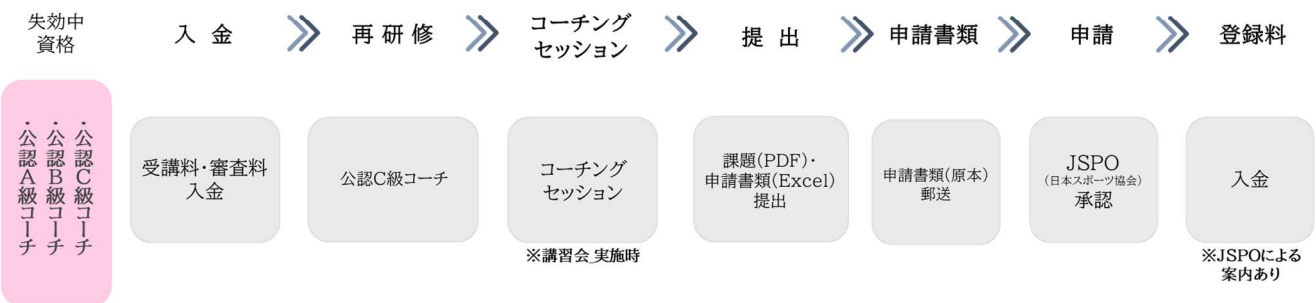 失効中
資格
入 金
再 研 修
コーチング
セッション
提 出
申請書類
申請
登録料
・公認C級コーチ
・公認B級コーチ
・公認A級コーチ
受講料・審査料
入金
公認C級コーチ
コーチング
セッション
※講習会_実施時
課題(PDF)・
申請書類(Excel)
提出
申請書類(原本)
郵送
JSPO
(日本スポーツ協会)
承認
入金
※JSPOによる
案内あり